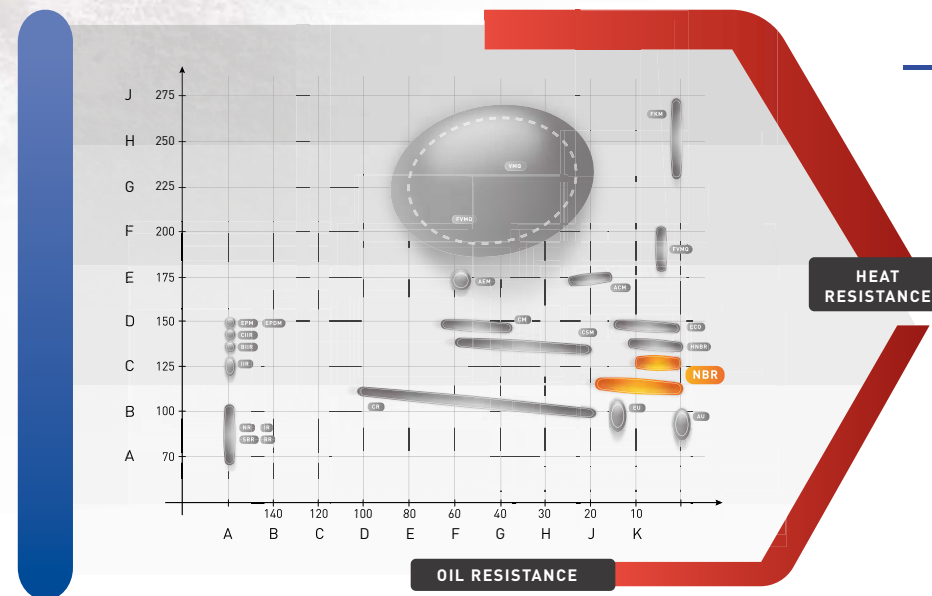 J 275
FKM
H 250
VMQ
G 225
FVMQ
F 200
FVMQ
E 175
AEM
ACM
D 150
EPM EPDM
CM
ECO
CIIR
CSM
BIIR
HNBR
C 125
IIR
NBR
B 100
CR
EU
AU
NR IR
SBR BR
A 70
140 120 100 80 60 40 30 20 10
A B C D E F G H J K
HEAT
RESISTANCE
OIL RESISTANCE